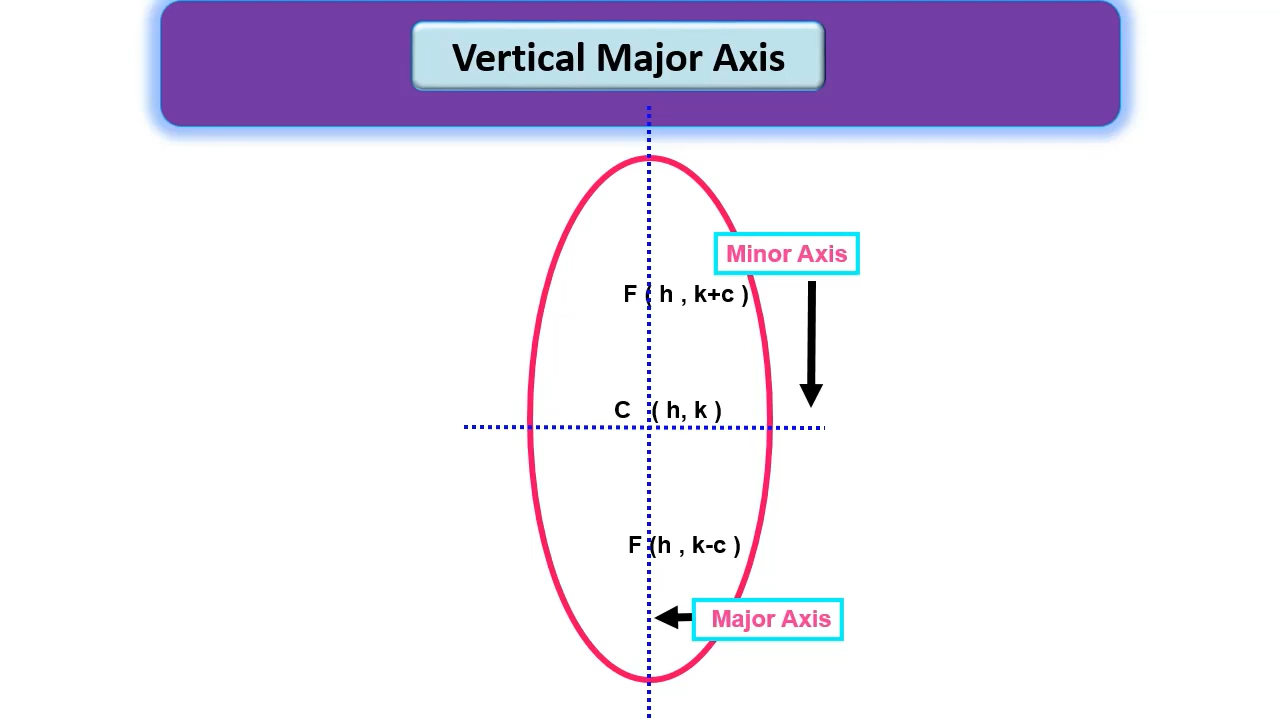 Vertical Major Axis
Minor Axis
F ( h , k+c )
C ( h, k )
F (h , k-c )
Major Axis